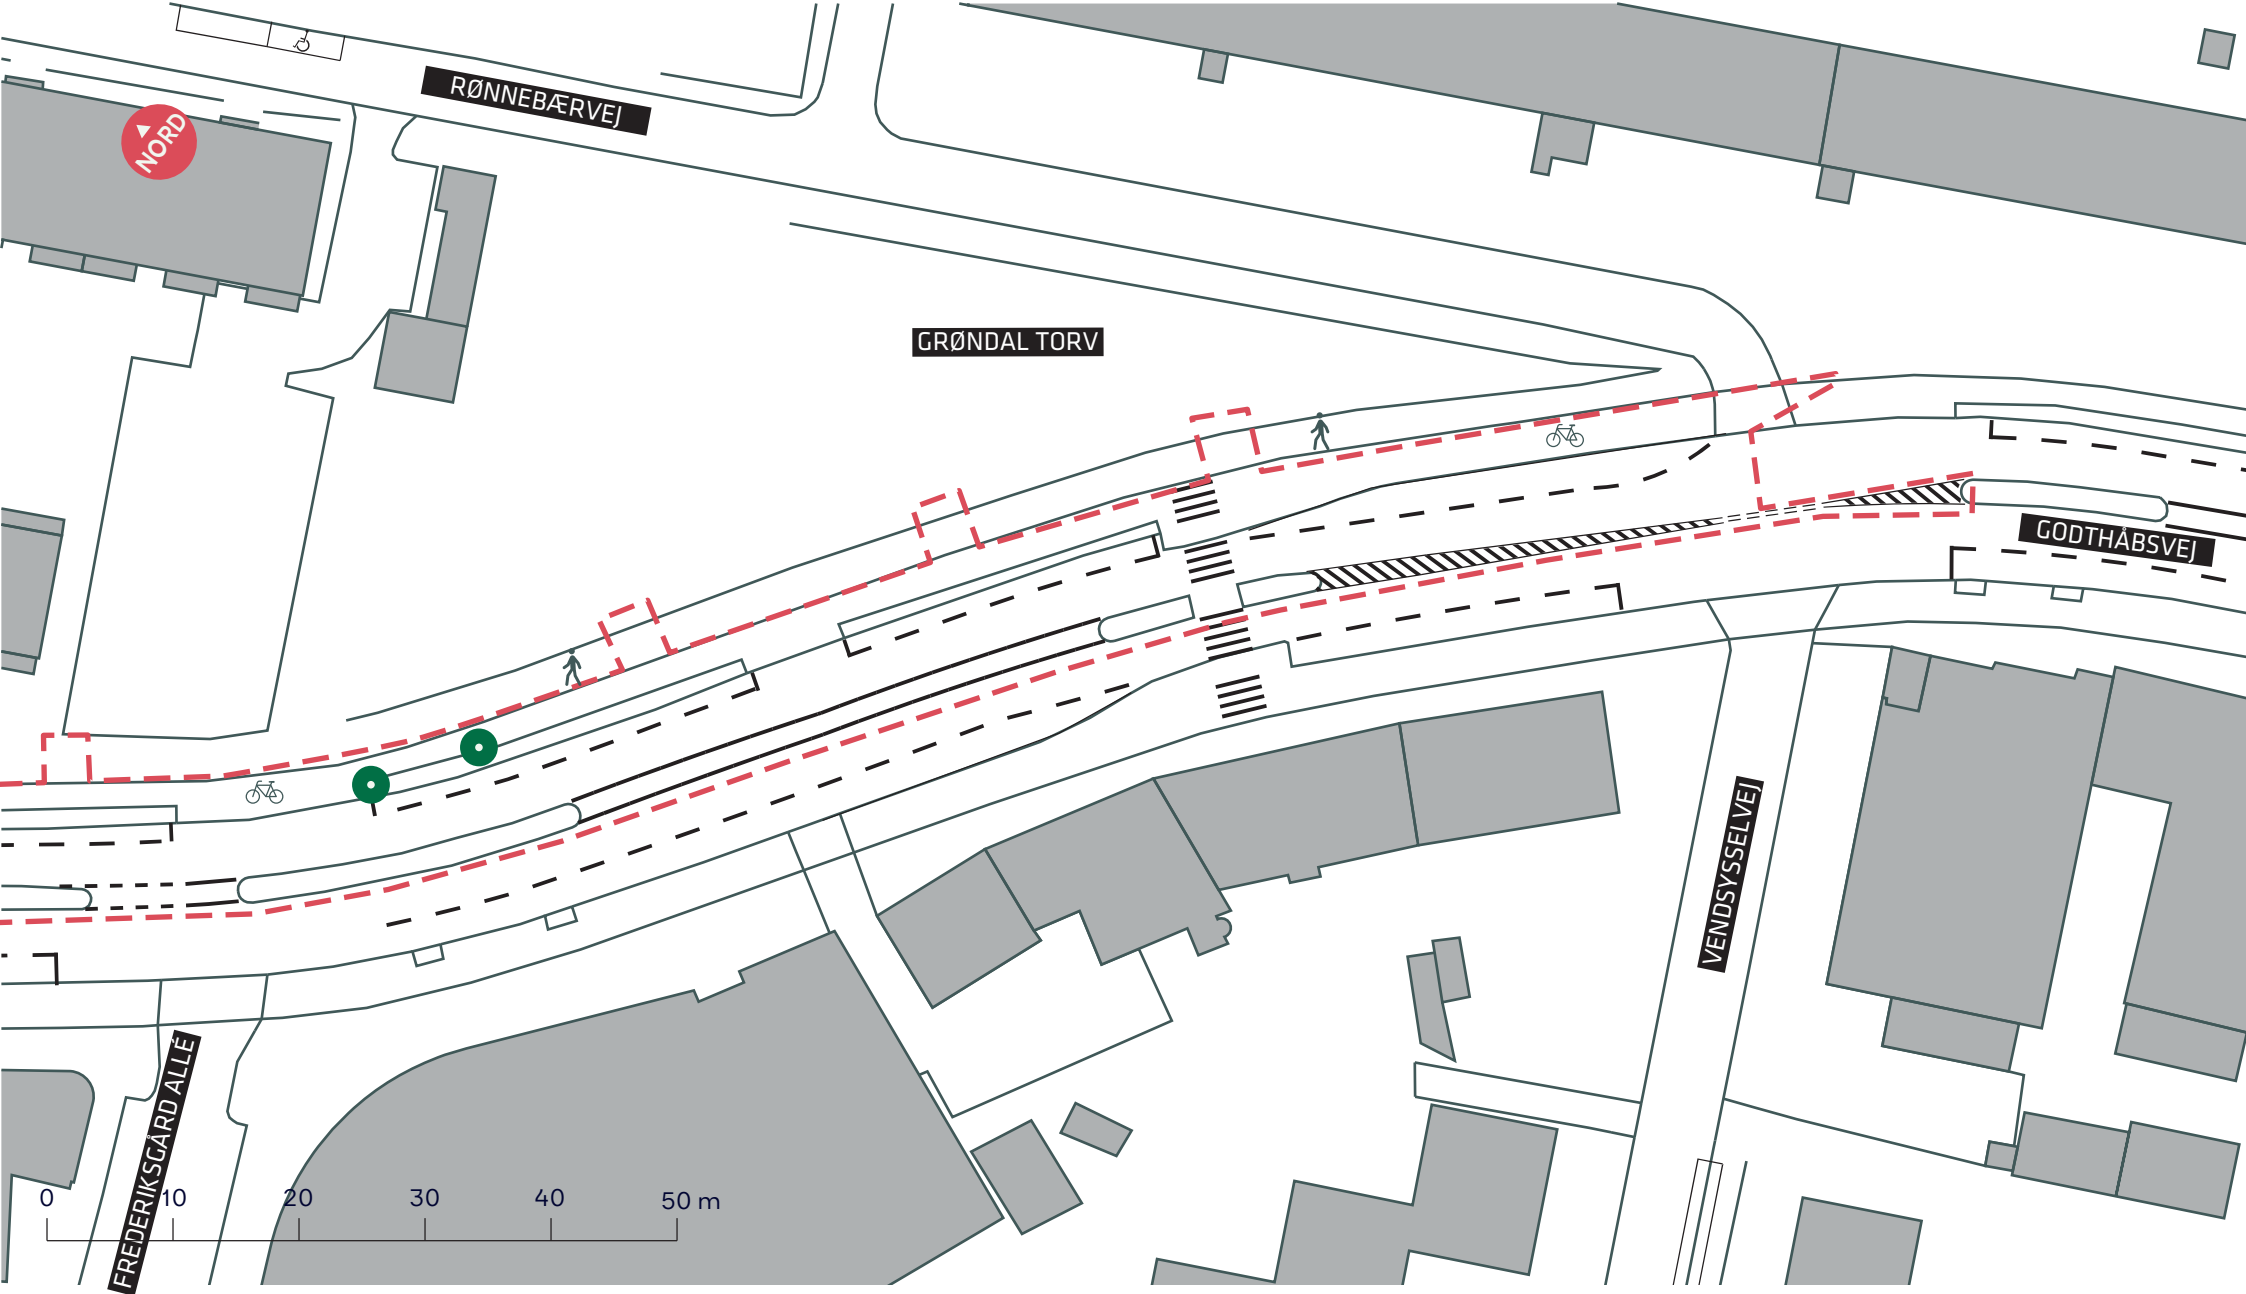 RØNNEBÆRVEJ
NORD
GRØNDAL TORV
GODTHÅBSVEJ
VENDSYSSELVEJ
FREDERIKSGÅRD ALLÉ
0 10 20 30 40 50 m